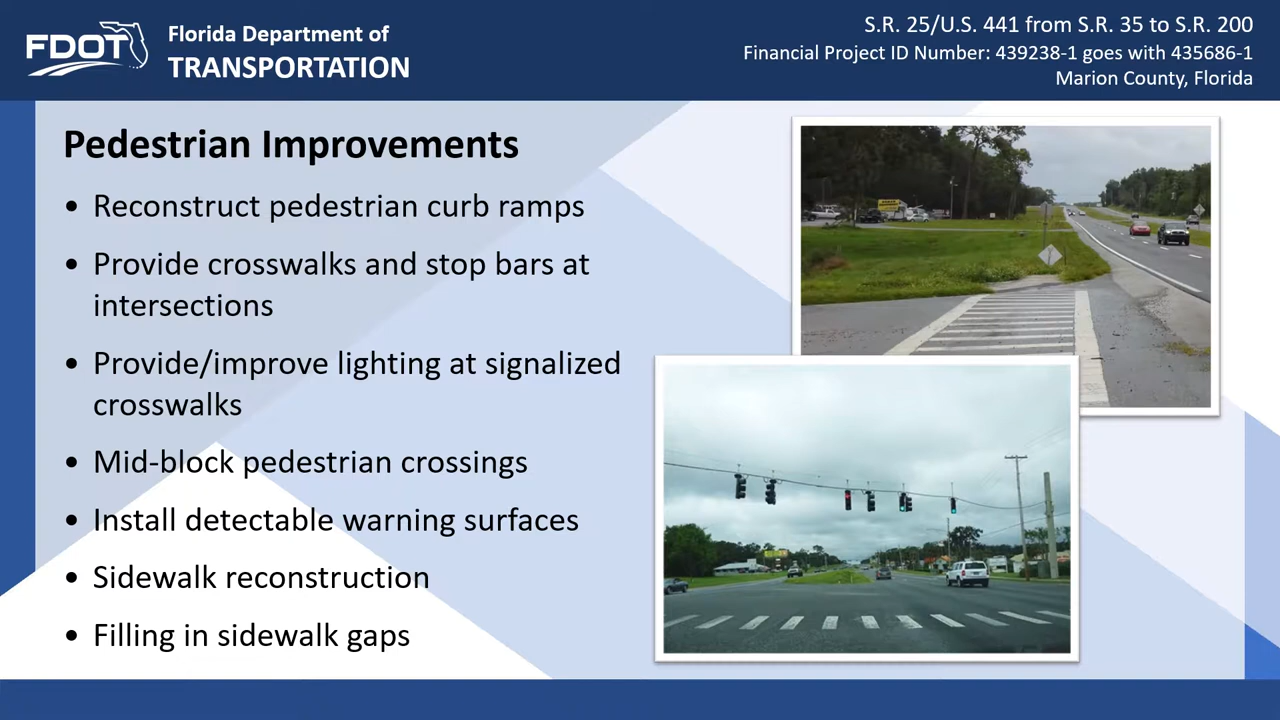 FDOT
Florida Department of
TRANSPORTATION
S.R. 25/U.S. 441 from S.R. 35 to S.R. 200
Financial Project ID Number: 439238-1 goes with 435686-1
Marion County, Florida
Pedestrian Improvements
• Reconstruct pedestrian curb ramps
• Provide crosswalks and stop bars at
intersections
• Provide/improve lighting at signalized
crosswalks
• Mid-block pedestrian crossings
• Install detectable warning surfaces
• Sidewalk reconstruction
• Filling in sidewalk gaps